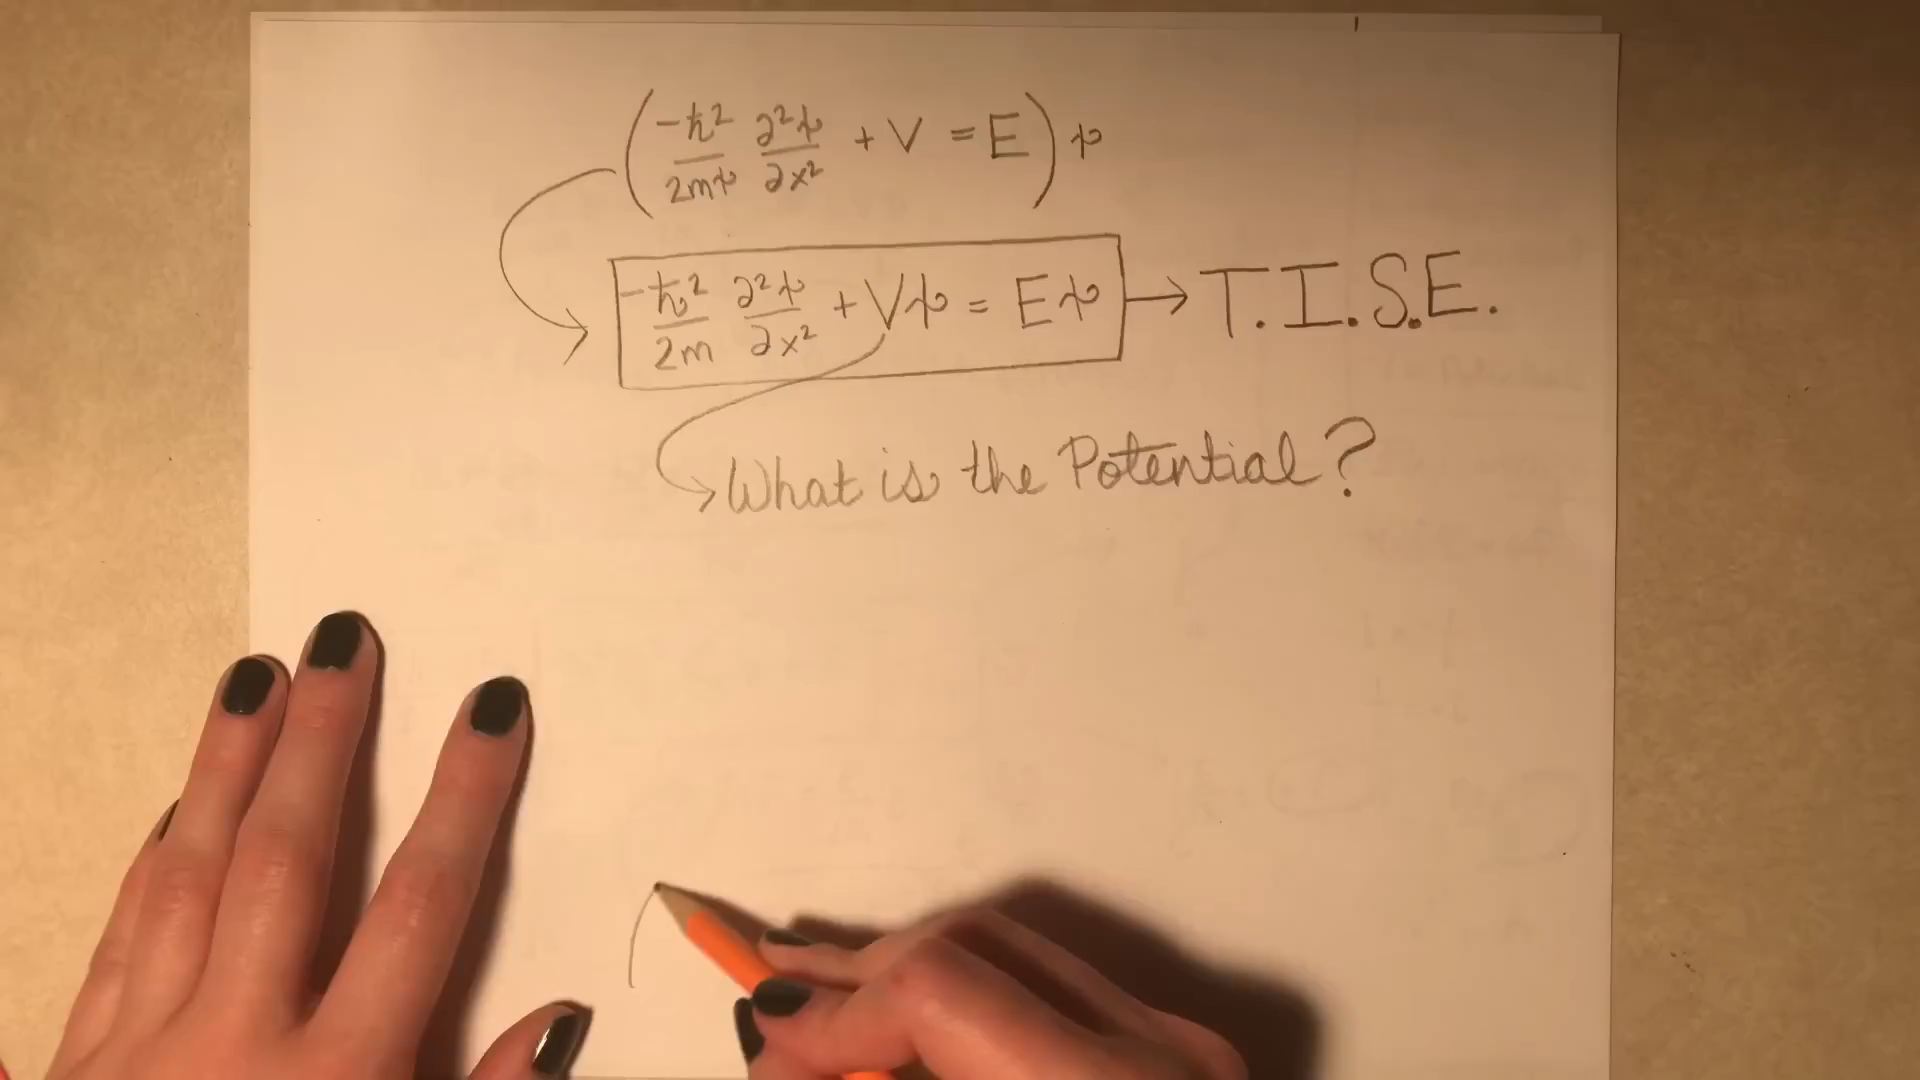 (-ħ²/2mψ ∂²ψ/∂x² + V = E) ψ
-ħ²/2m ∂²ψ/∂x² + Vψ = Eψ → T.I.S.E.
What is the Potential?